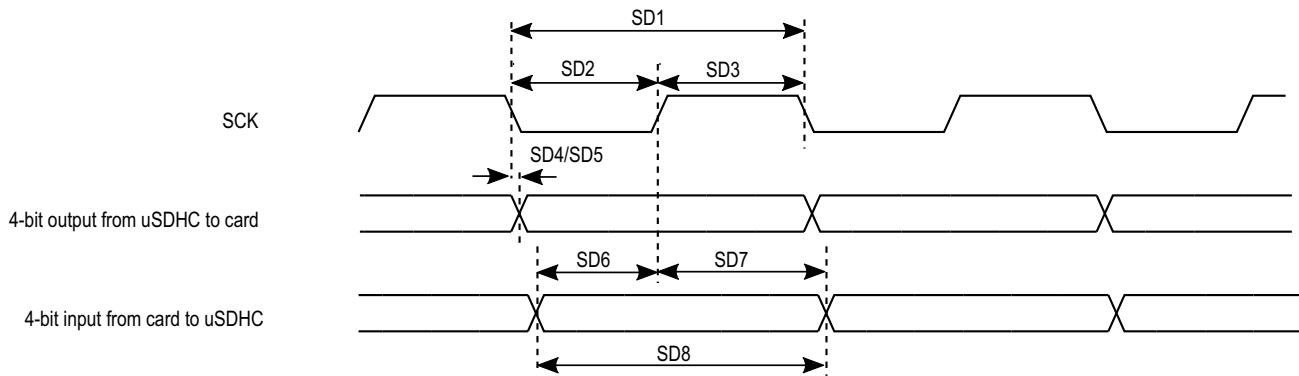 SD1
SD2
SD3
SCK
SD4/SD5
4-bit output from uSDHC to card
SD6
SD7
4-bit input from card to uSDHC
SD8